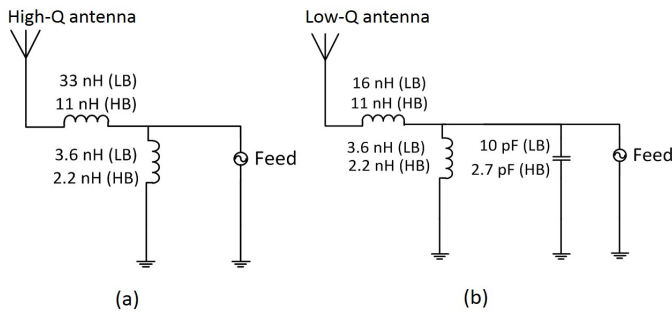 High-Q antenna
33 nH (LB)
11 nH (HB)
3.6 nH (LB)
2.2 nH (HB)
Feed
(a)
Low-Q antenna
16 nH (LB)
11 nH (HB)
3.6 nH (LB)
2.2 nH (HB)
10 pF (LB)
2.7 pF (HB)
Feed
(b)